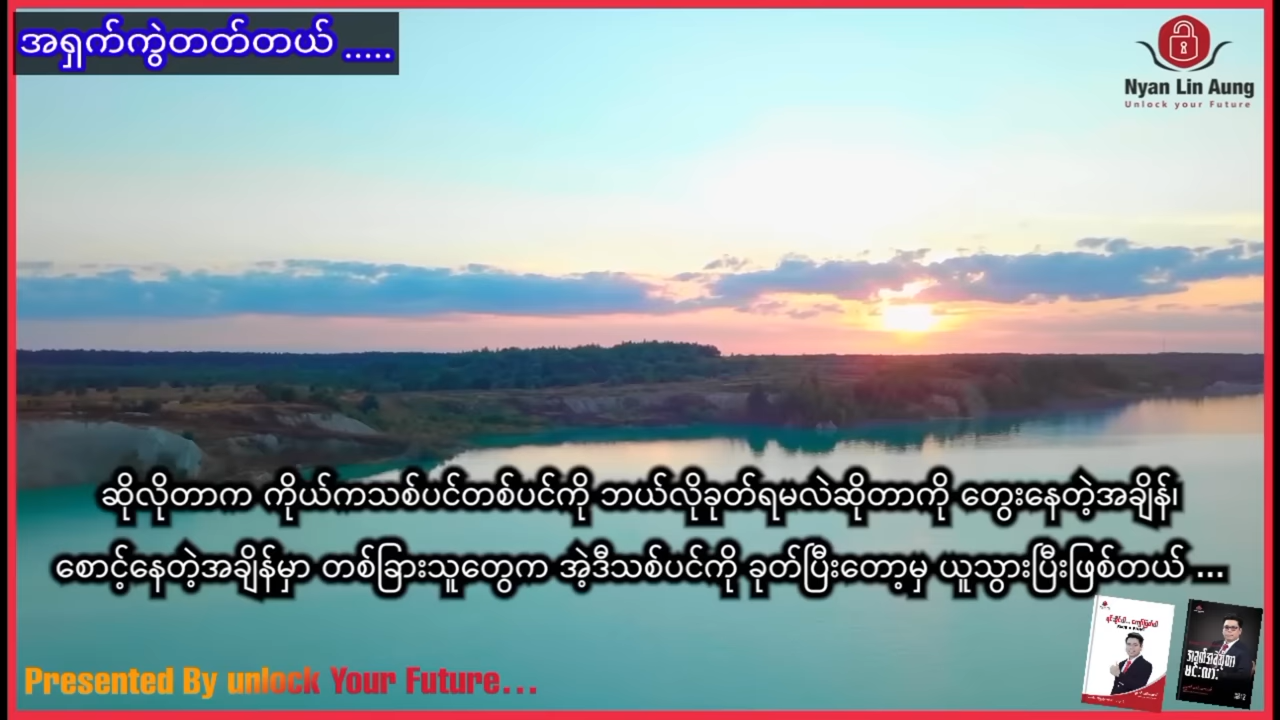 အရှက်ကွဲတတ်တယ် .....
Nyan Lin Aung
Unlock your Future
ဆိုလိုတာက ကိုယ်ကသစ်ပင်တစ်ပင်ကို ဘယ်လိုခုတ်ရမလဲဆိုတာကို တွေးနေတဲ့အချိန်၊
စောင့်နေတဲ့အချိန်မှာ တစ်ခြားသူတွေက အဲ့ဒီသစ်ပင်ကို ခုတ်ပြီးတော့မှ ယူသွားပြီးဖြစ်တယ် ...
Presented By unlock Your Future...